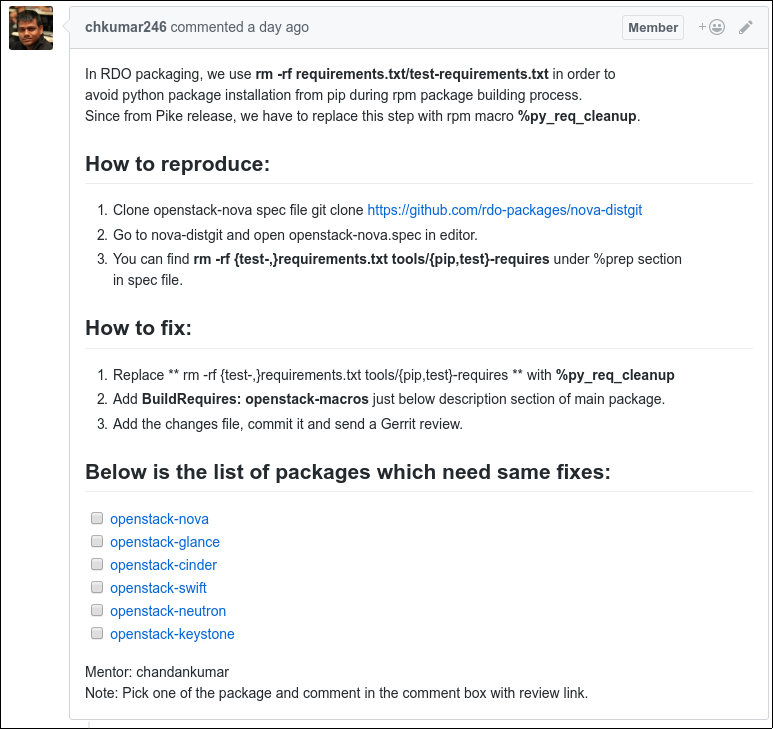 chkumar246 commented a day ago
Member
+
In RDO packaging, we use rm -rf requirements.txt/test-requirements.txt in order to
avoid python package installation from pip during rpm package building process.
Since from Pike release, we have to replace this step with rpm macro %py_req_cleanup.
How to reproduce:
1. Clone openstack-nova spec file git clone https://github.com/rdo-packages/nova-distgit
2. Go to nova-distgit and open openstack-nova.spec in editor.
3. You can find rm -rf {test-,}requirements.txt tools/{pip,test}-requires under %prep section
in spec file.
How to fix:
1. Replace ** rm -rf {test-,}requirements.txt tools/{pip,test}-requires ** with %py_req_cleanup
2. Add BuildRequires: openstack-macros just below description section of main package.
3. Add the changes file, commit it and send a Gerrit review.
Below is the list of packages which need same fixes:
openstack-nova
openstack-glance
openstack-cinder
openstack-swift
openstack-neutron
openstack-keystone
Mentor: chandankumar
Note: Pick one of the package and comment in the comment box with review link.